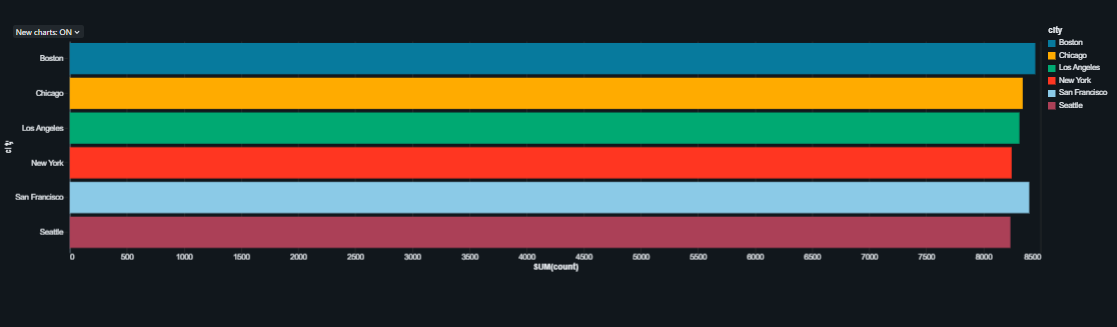 New charts: ON
city
Boston
Chicago
Los Angeles
New York
San Francisco
Seattle
city
Boston
Chicago
Los Angeles
New York
San Francisco
Seattle
0 500 1000 1500 2000 2500 3000 3500 4000 4500 5000 5500 6000 6500 7000 7500 8000 8500
SUM(count)